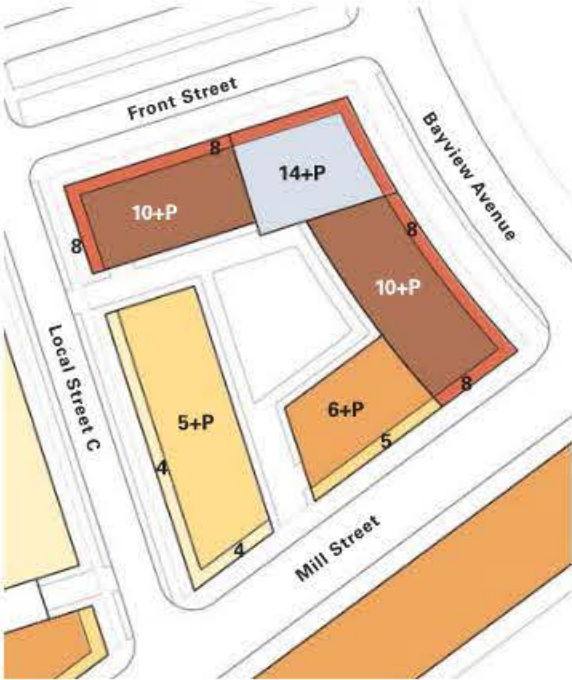 Front Street
8
14+P
Bayview Avenue
10+P
8
8
10+P
Local Street C
8
6+P
5+P
5
4
4
Mill Street